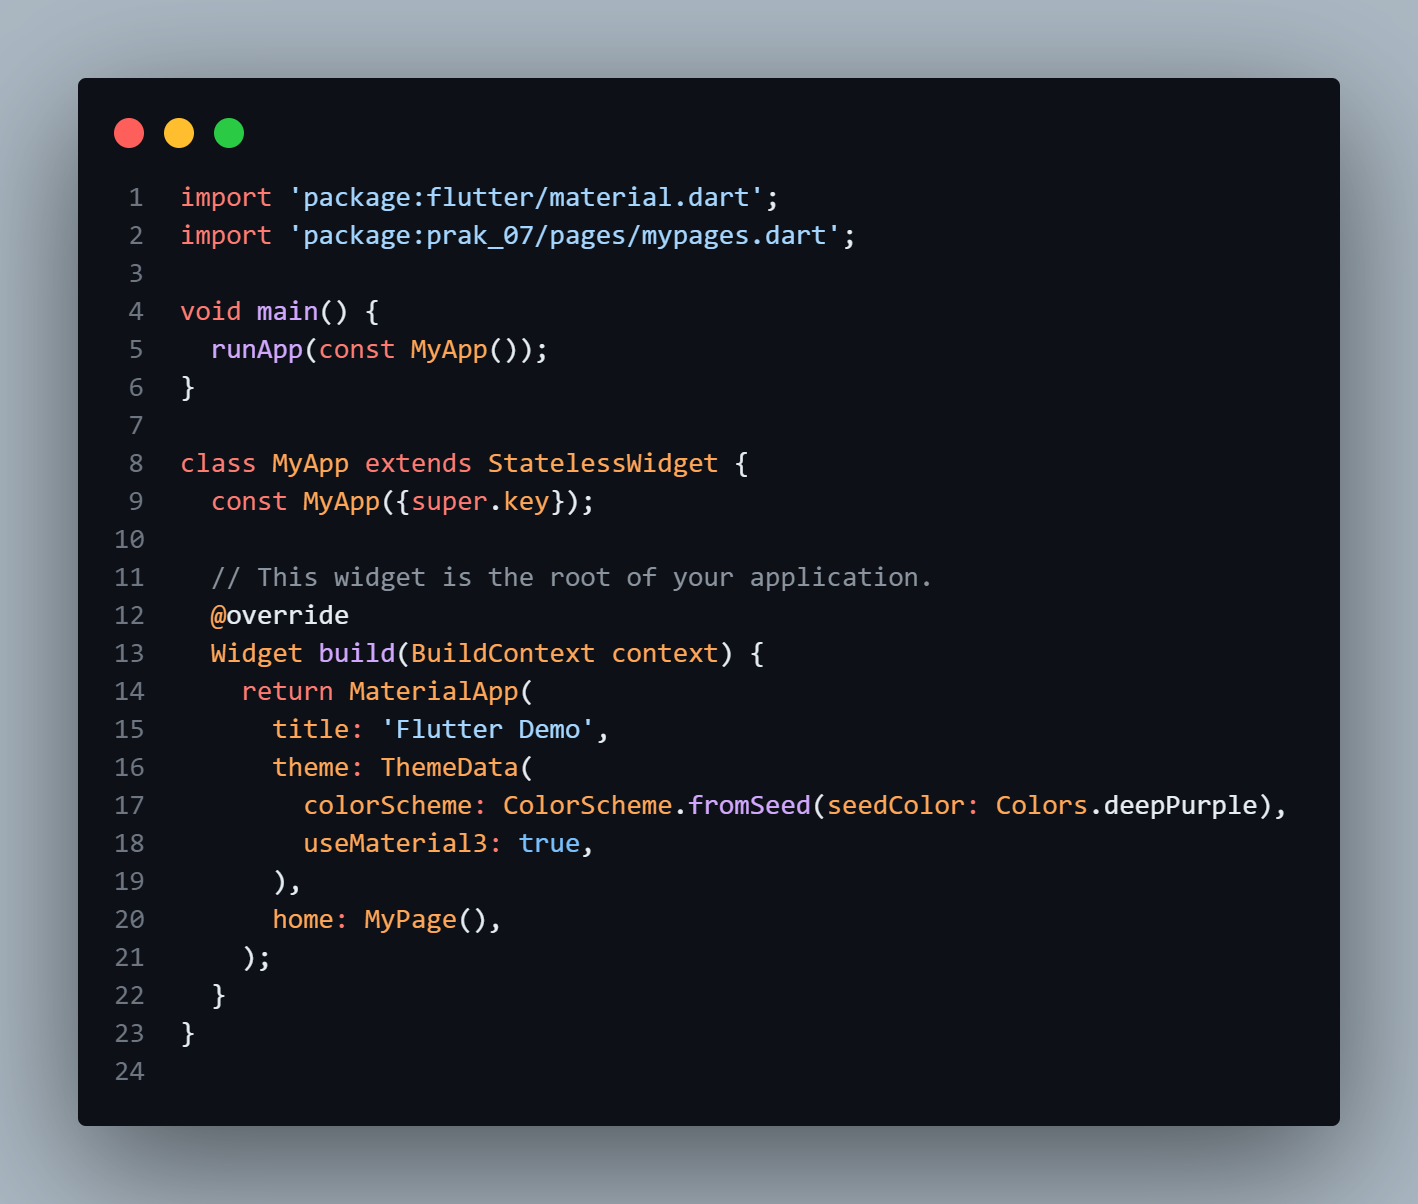 1 import 'package:flutter/material.dart';
2 import 'package:prak_07/pages/mypages.dart';
3
4 void main() {
5   runApp(const MyApp());
6 }
7
8 class MyApp extends StatelessWidget {
9   const MyApp({super.key});
10
11   // This widget is the root of your application.
12   @override
13   Widget build(BuildContext context) {
14     return MaterialApp(
15       title: 'Flutter Demo',
16       theme: ThemeData(
17         colorScheme: ColorScheme.fromSeed(seedColor: Colors.deepPurple),
18         useMaterial3: true,
19       ),
20       home: MyPage(),
21     );
22   }
23 }
24